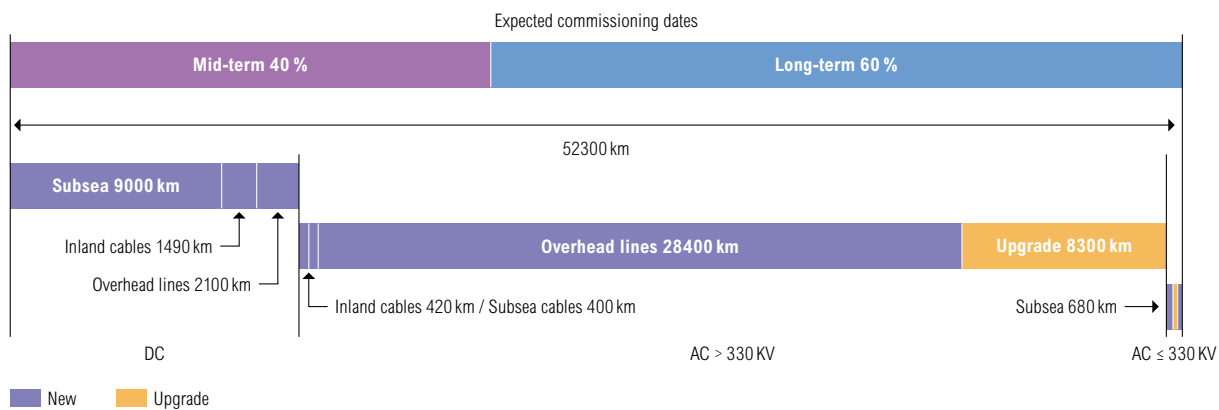 Expected commissioning dates
Mid-term 40 %
Long-term 60 %
52300 km
Subsea 9000 km
Inland cables 1490 km
Overhead lines 28400 km
Upgrade 8300 km
Overhead lines 2100 km
Inland cables 420 km / Subsea cables 400 km
Subsea 680 km
DC
AC > 330 KV
AC ≤ 330 KV
New
Upgrade